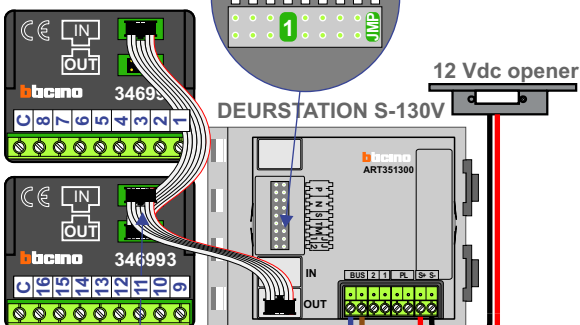 IN
OUT
bticino
C 8 7 6 5 4 3 2 1
IN
OUT
bticino
346993
C 16 15 14 13 12 11 10 9
1
JMP
DEURSTATION S-130V
bticino
ART351300
P N S T M J2 J1
IN
OUT
BUS 2 1 PL S+ S-
12 Vdc opener